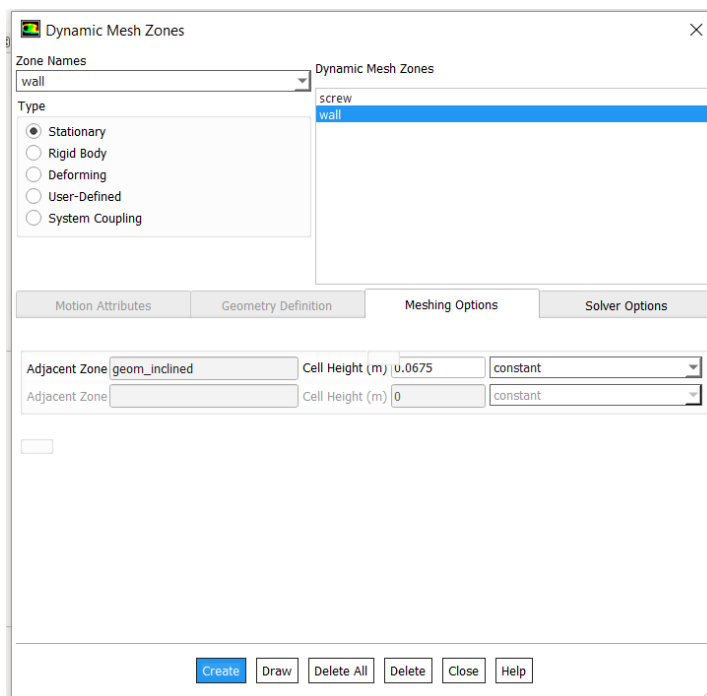 Dynamic Mesh Zones
Zone Names
wall
Dynamic Mesh Zones
screw
wall
Type
Stationary
Rigid Body
Deforming
User-Defined
System Coupling
Motion Attributes Geometry Definition Meshing Options Solver Options
Adjacent Zone geom_inclined Cell Height (m) 0.0675 constant
Adjacent Zone Cell Height (m) 0 constant
Create Draw Delete All Delete Close Help